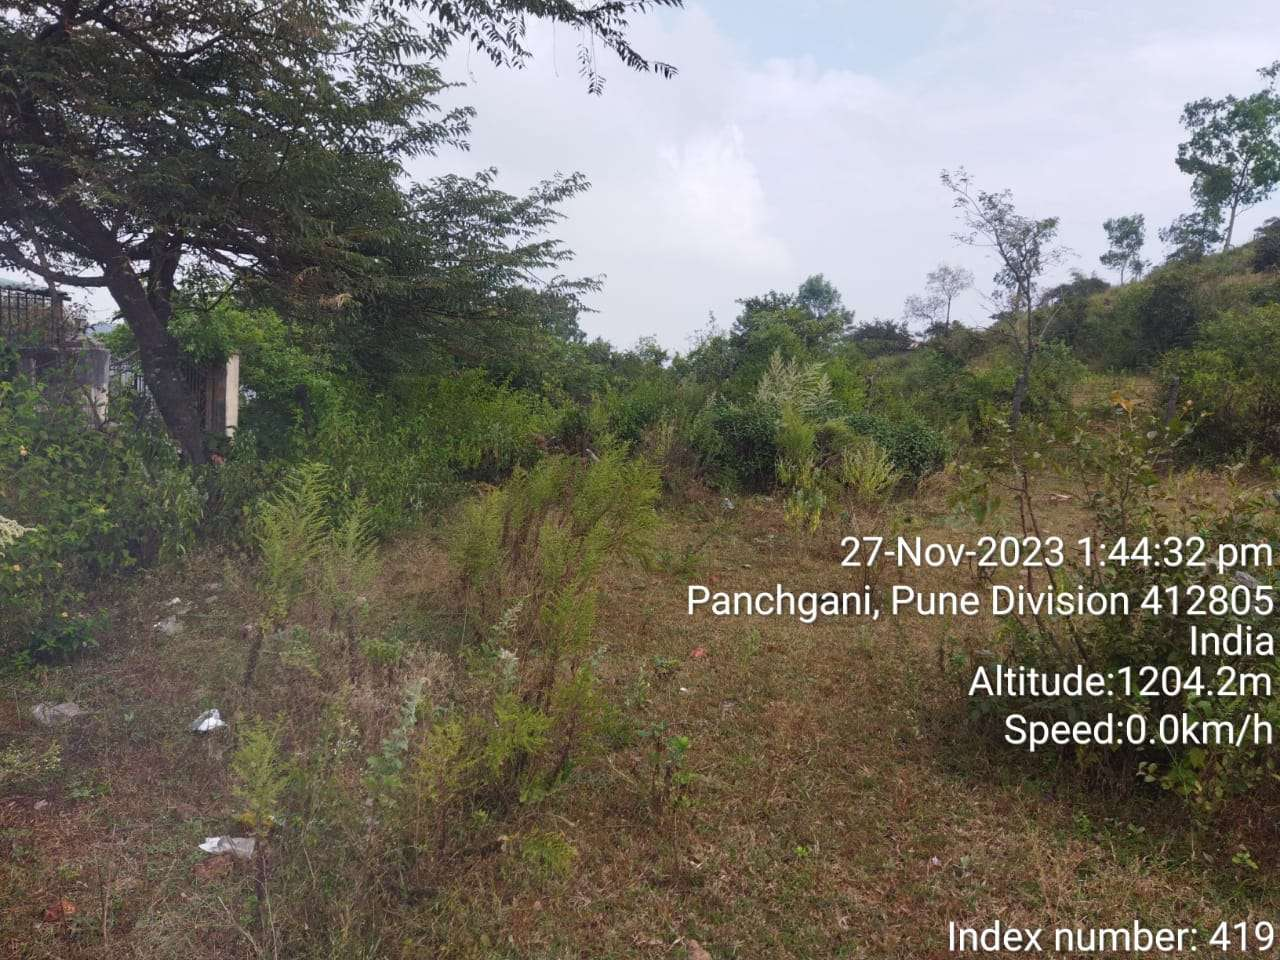 27-Nov-2023 1:44:32 pm
Panchgani, Pune Division 412805
India
Altitude:1204.2m
Speed:0.0km/h
Index number: 419